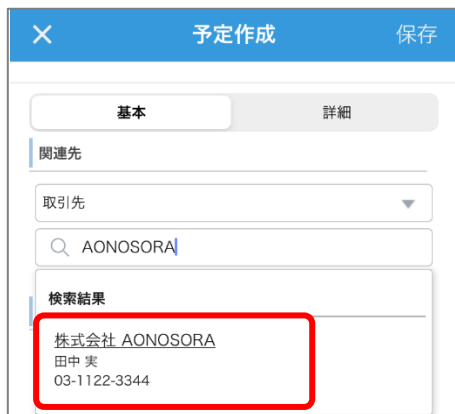 予定作成
保存
基本
詳細
関連先
取引先
AONOSORA
検索結果
株式会社 AONOSORA
田中 実
03-1122-3344